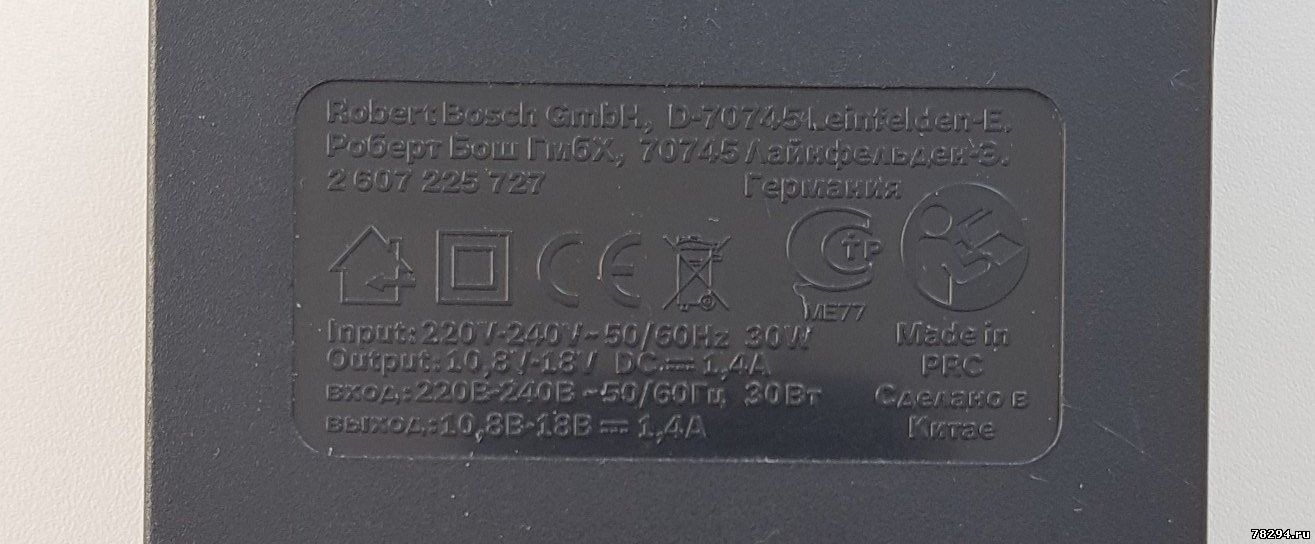 Robert Bosch GmbH, D-70745 Leinfelden-E.
Роберт Бош ГмбХ, 70745 Лайнфельден-Э.
2 607 225 727 Германия
CE
TP
ME77
Input: 220V-240V ~ 50/60Hz 30W
Output: 10,8V-18V DC ⎓ 1,4A
Made in
PRC
вход: 220В-240В ~50/60Гц 30Вт
выход: 10,8В-18В ⎓ 1,4А
Сделано в
Китае
78294.ru